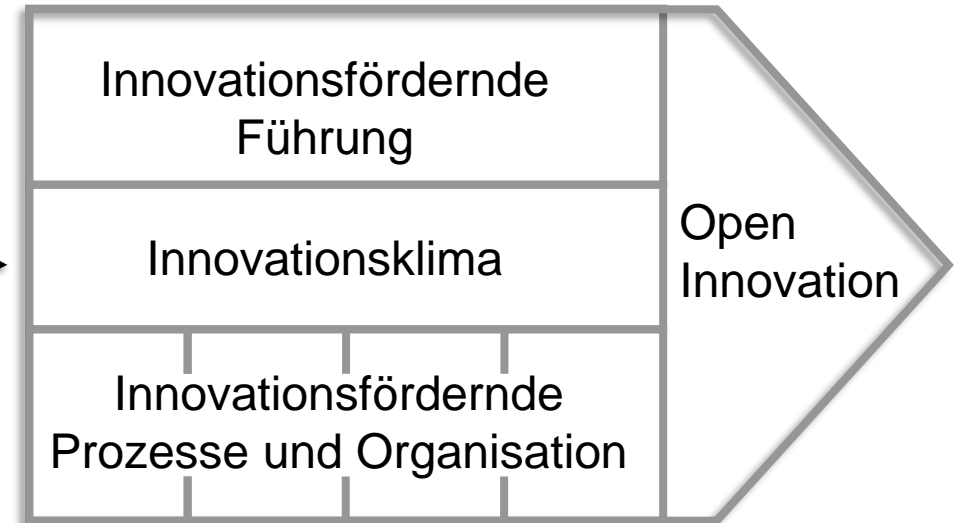 Innovationsfördernde
Führung
Innovationsklima
Innovationsfördernde
Prozesse und Organisation
Open
Innovation